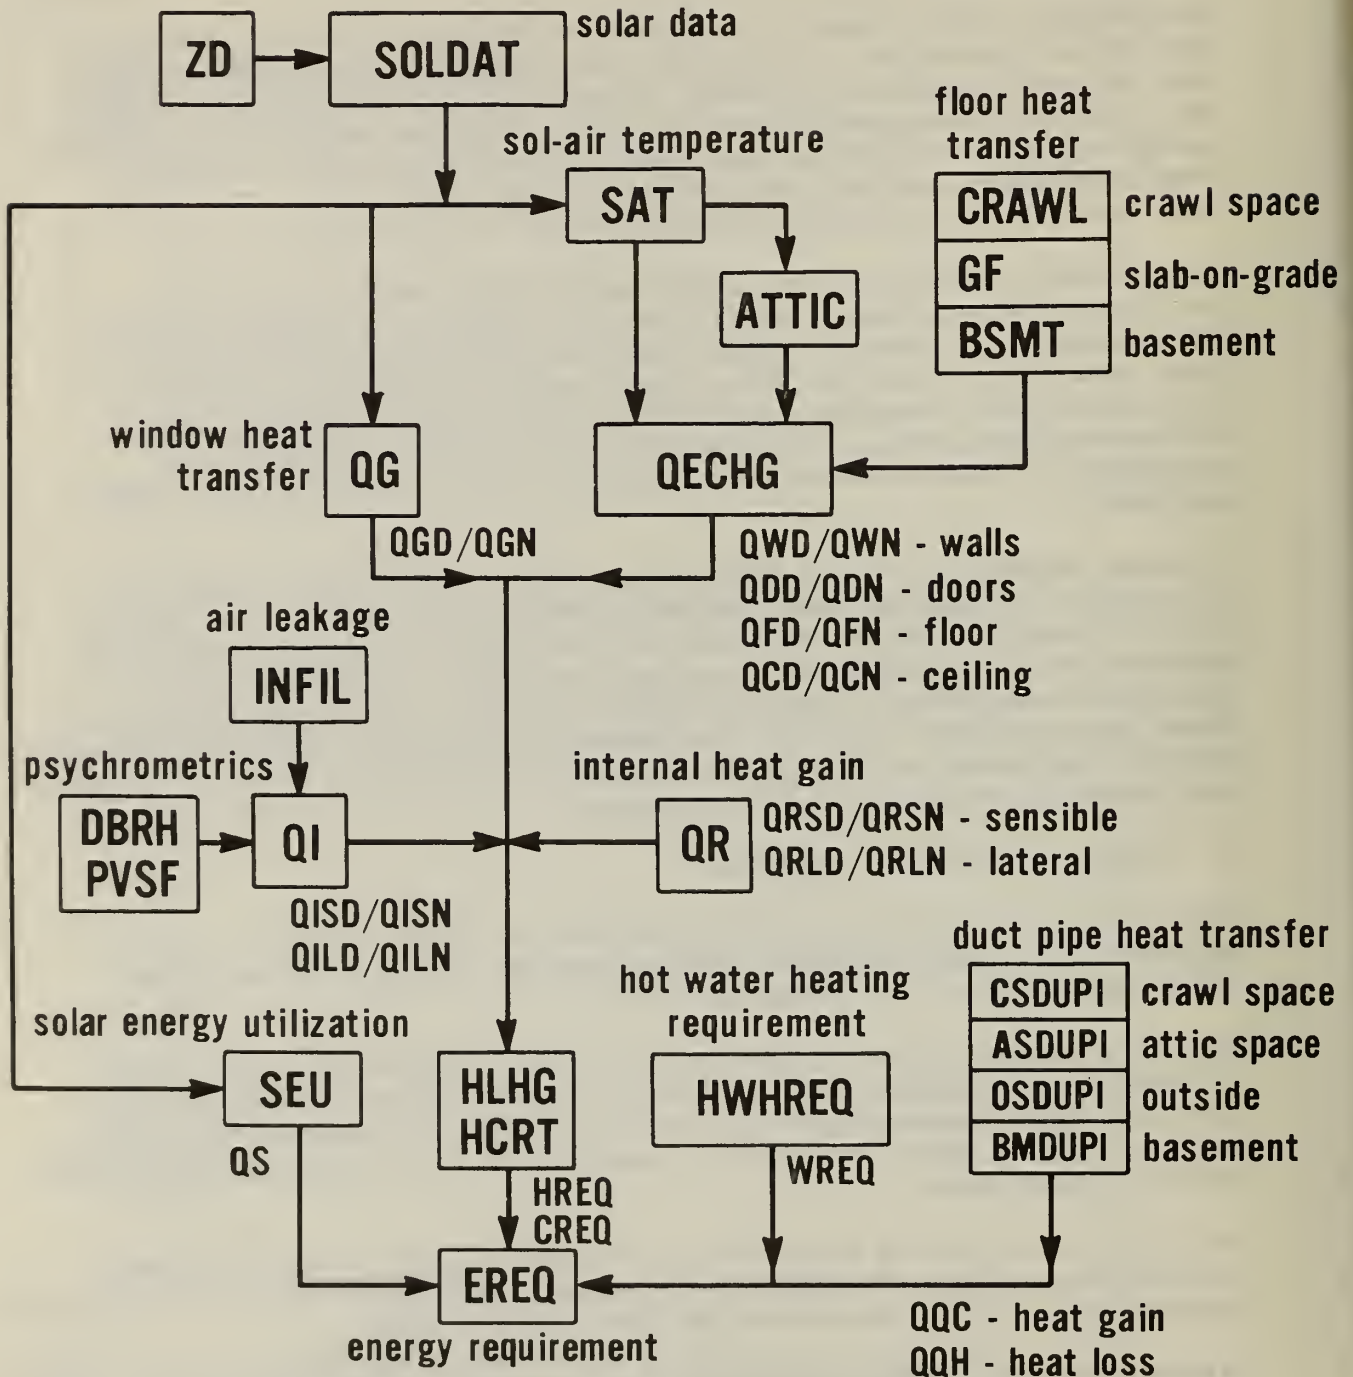 solar data
ZD
SOLDAT
floor heat
transfer
sol-air temperature
SAT
CRAWL
crawl space
GF
slab-on-grade
ATTIC
BSMT
basement
window heat
transfer
QG
QECHG
QGD/QGN
QWD/QWN - walls
QDD/QDN - doors
QFD/QFN - floor
QCD/QCN - ceiling
air leakage
INFIL
psychrometrics
internal heat gain
DBRH
PVSF
QI
QR
QRSD/QRSN - sensible
QRLD/QRLN - lateral
QISD/QISN
QILD/QILN
duct pipe heat transfer
hot water heating
requirement
CSDUPI
crawl space
ASDUPI
attic space
OSDUPI
outside
BMDUPI
basement
solar energy utilization
SEU
HLHG
HCRT
HWHREQ
QS
WREQ
HREQ
CREQ
EREQ
energy requirement
QQC - heat gain
QQH - heat loss